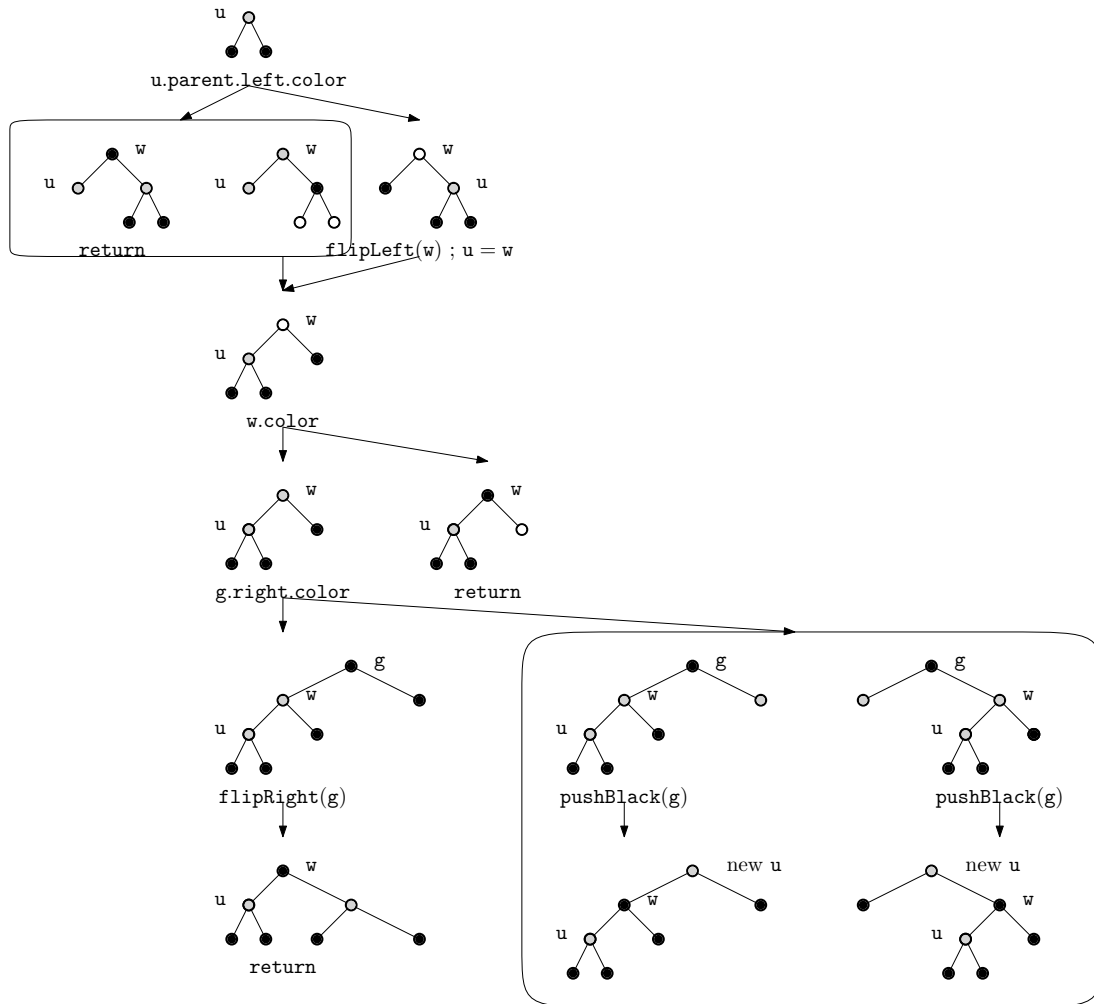 u
u.parent.left.color
w w w
u u u
return flipLeft(w) ; u = w
w
u
w.color
w w
u u
g.right.color return
g g g
w w w
u u u
flipRight(g) pushBlack(g) pushBlack(g)
w new u new u
u w w
u u
return